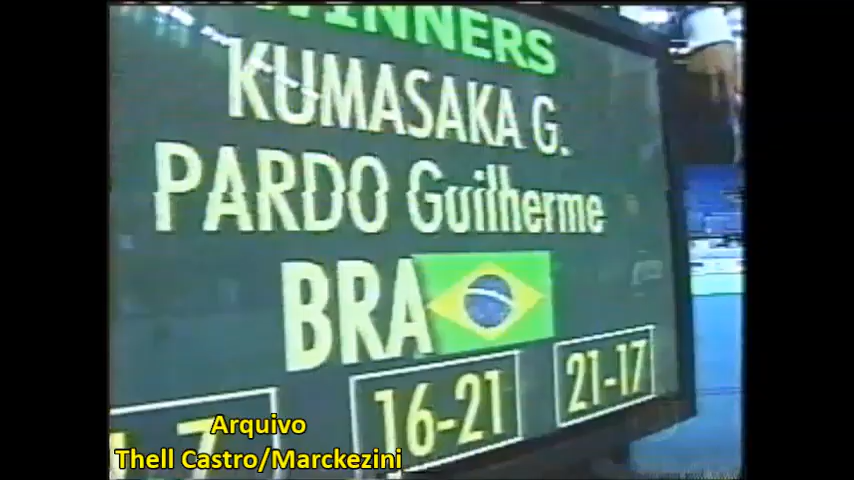 WINNERS
KUMASAKA G.
PARDO Guilherme
BRA
16-21 21-17
Arquivo
Thell Castro/Marckezini